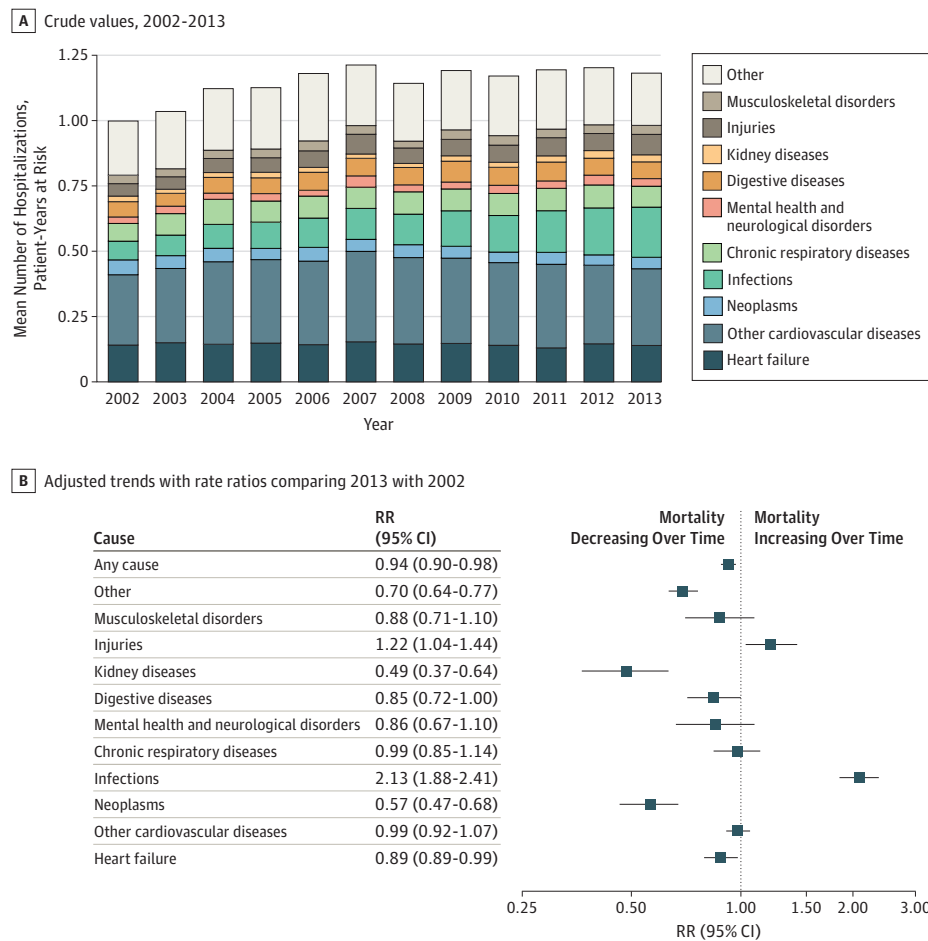 A Crude values, 2002-2013
Mean Number of Hospitalizations,
Patient-Years at Risk
1.25
1.00
0.75
0.50
0.25
0
2002 2003 2004 2005 2006 2007 2008 2009 2010 2011 2012 2013
Year
Other
Musculoskeletal disorders
Injuries
Kidney diseases
Digestive diseases
Mental health and
neurological disorders
Chronic respiratory diseases
Infections
Neoplasms
Other cardiovascular diseases
Heart failure
B Adjusted trends with rate ratios comparing 2013 with 2002
Cause RR
(95% CI)
Mortality
Decreasing Over Time
Mortality
Increasing Over Time
Any cause 0.94 (0.90-0.98)
Other 0.70 (0.64-0.77)
Musculoskeletal disorders 0.88 (0.71-1.10)
Injuries 1.22 (1.04-1.44)
Kidney diseases 0.49 (0.37-0.64)
Digestive diseases 0.85 (0.72-1.00)
Mental health and neurological disorders 0.86 (0.67-1.10)
Chronic respiratory diseases 0.99 (0.85-1.14)
Infections 2.13 (1.88-2.41)
Neoplasms 0.57 (0.47-0.68)
Other cardiovascular diseases 0.99 (0.92-1.07)
Heart failure 0.89 (0.89-0.99)
0.25 0.50 1.00 1.50 2.00 3.00
RR (95% CI)